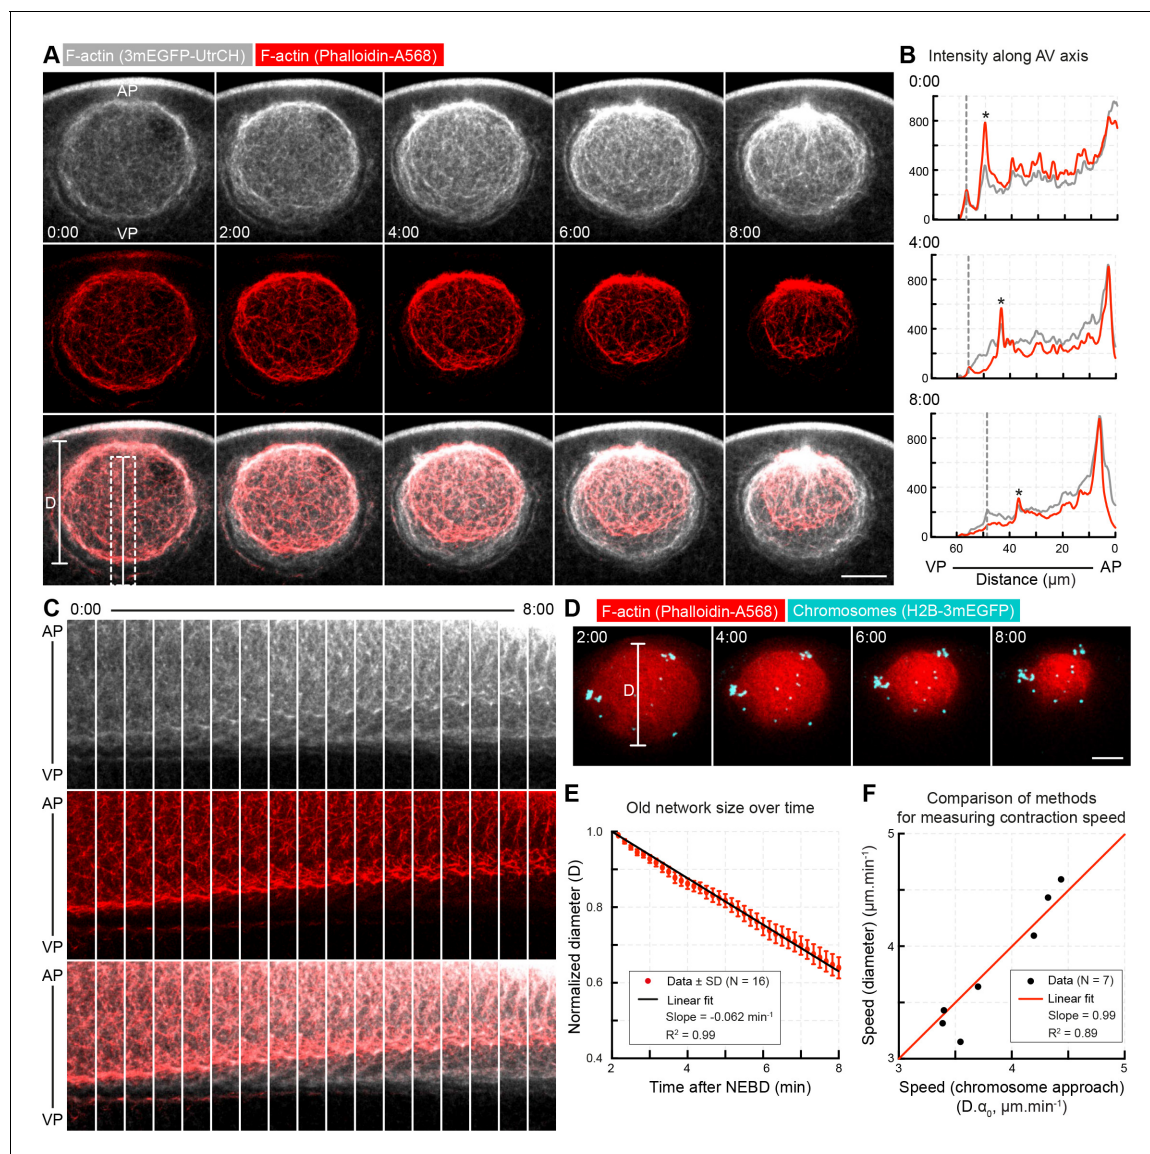 A F-actin (3mEGFP-UtrCH) F-actin (Phalloidin-A568)
AP
VP
0:00 2:00 4:00 6:00 8:00
D
B Intensity along AV axis
0:00
800
*
400
0
4:00
800
*
400
0
8:00
800
400
*
0
60 40 20 0
VP Distance (µm) AP
C 0:00 8:00
AP
VP
AP
VP
AP
VP
D F-actin (Phalloidin-A568) Chromosomes (H2B-3mEGFP)
2:00 4:00 6:00 8:00
D
E Old network size over time
Normalized diameter (D)
1.0
0.8
0.6
0.4
Data ± SD (N = 16)
Linear fit
Slope = -0.062 min⁻¹
R² = 0.99
2 4 6 8
Time after NEBD (min)
F Comparison of methods
for measuring contraction speed
Speed (diameter) (µm.min⁻¹)
5
4
3
Data (N = 7)
Linear fit
Slope = 0.99
R² = 0.89
3 4 5
Speed (chromosome approach)
(D.α₀, µm.min⁻¹)